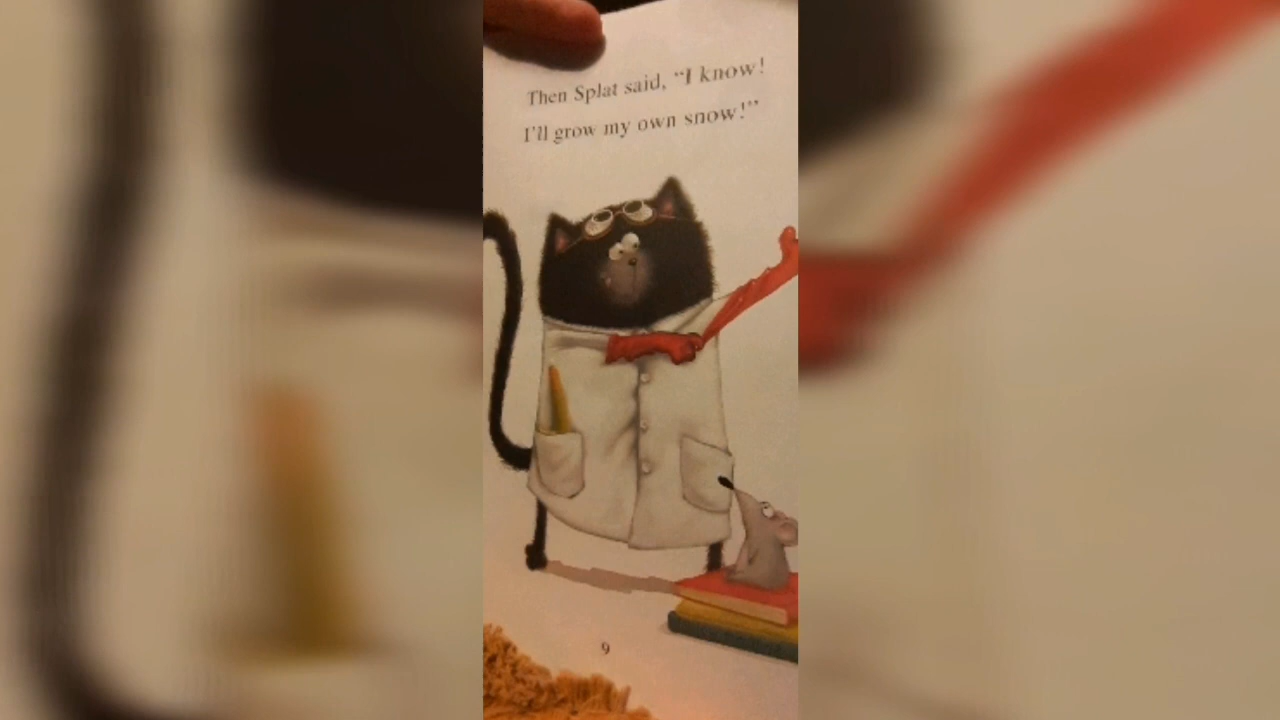 Then Splat said, “I know!
I’ll grow my own snow!”
9